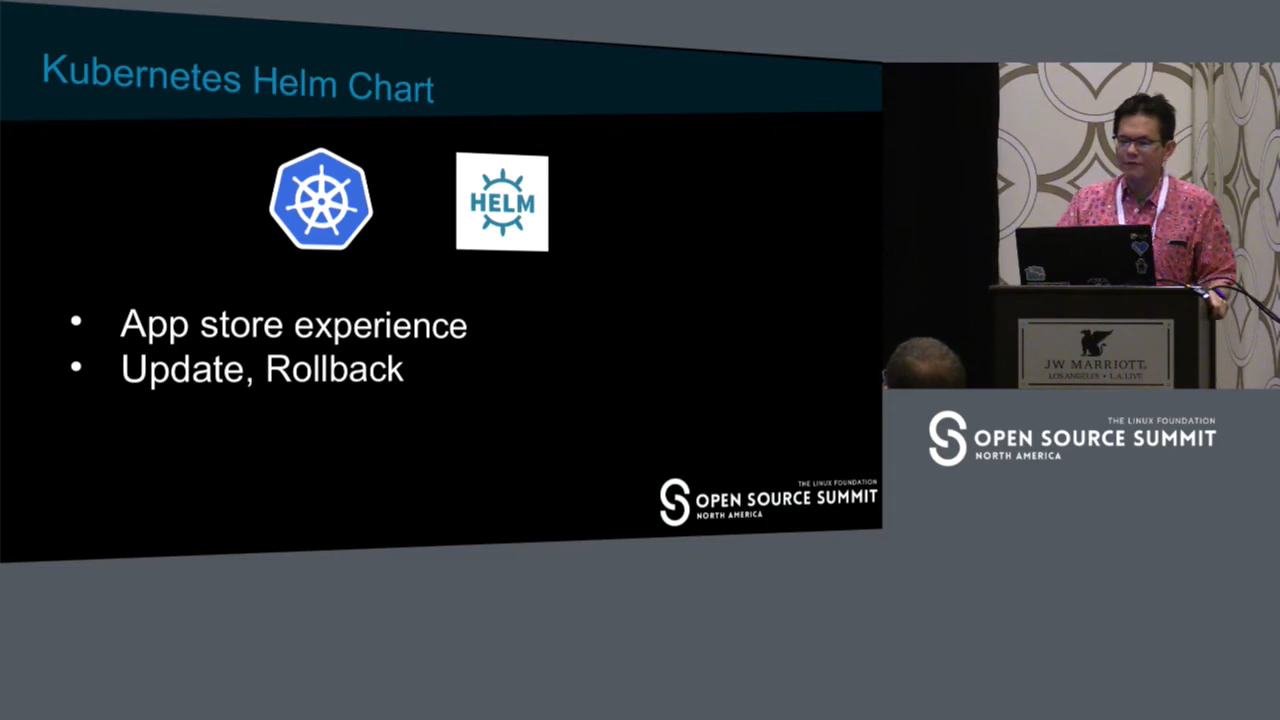 Kubernetes Helm Chart
HELM
App store experience
Update, Rollback
THE LINUX FOUNDATION
OPEN SOURCE SUMMIT
NORTH AMERICA
JW MARRIOTT
LOS ANGELES • L.A. LIVE
THE LINUX FOUNDATION
OPEN SOURCE SUMMIT
NORTH AMERICA